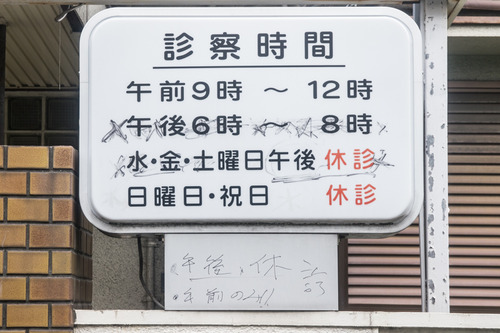 診察時間
午前9時 ～ 12時
午後6時 ～ 8時
水・金・土曜日午後 休診
日曜日・祝日 休診
午後、休診
午前のみ